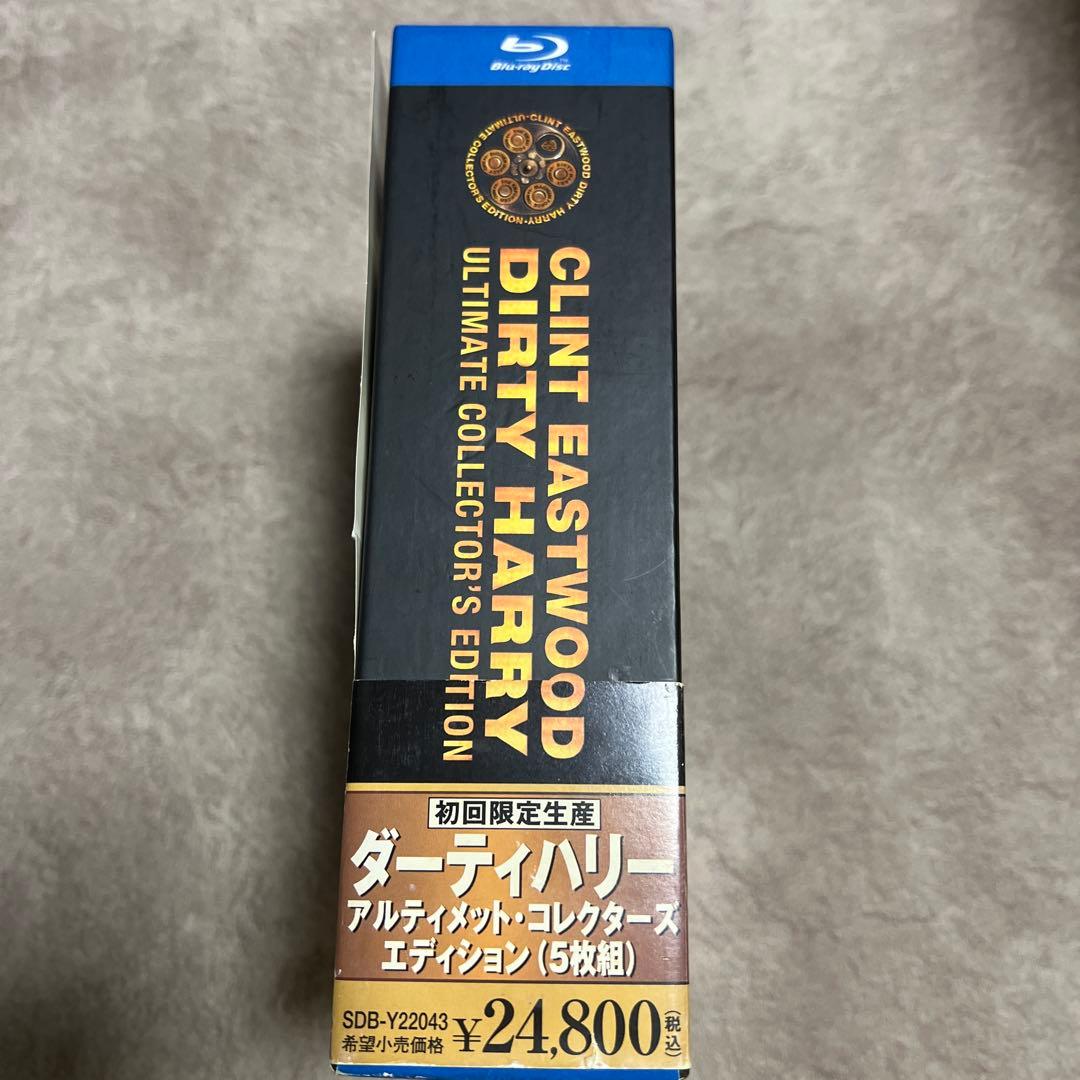 Blu-ray Disc
CLINT EASTWOOD DIRTY HARRY
ULTIMATE COLLECTOR'S EDITION
CLINT EASTWOOD
DIRTY HARRY
ULTIMATE COLLECTOR'S EDITION
初回限定生産
ダーティハリー
アルティメット・コレクターズ
エディション(5枚組)
SDB-Y22043
希望小売価格 ¥24,800(税込)